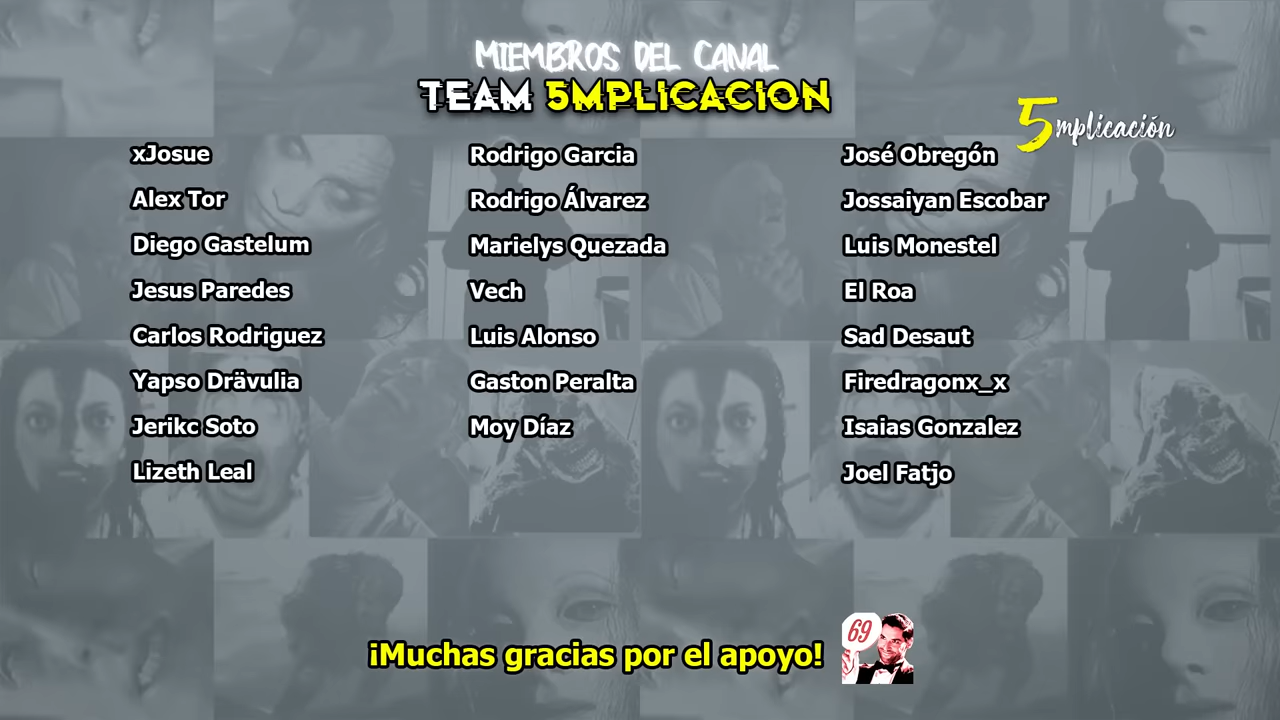 MIEMBROS DEL CANAL
TEAM 5MPLICACION
5mplicación
xJosue
Alex Tor
Diego Gastelum
Jesus Paredes
Carlos Rodriguez
Yapso Drävulia
Jerikc Soto
Lizeth Leal
Rodrigo Garcia
Rodrigo Álvarez
Marielys Quezada
Vech
Luis Alonso
Gaston Peralta
Moy Díaz
José Obregón
Jossaiyan Escobar
Luis Monestel
El Roa
Sad Desaut
Firedragonx_x
Isaias Gonzalez
Joel Fatjo
¡Muchas gracias por el apoyo!
69